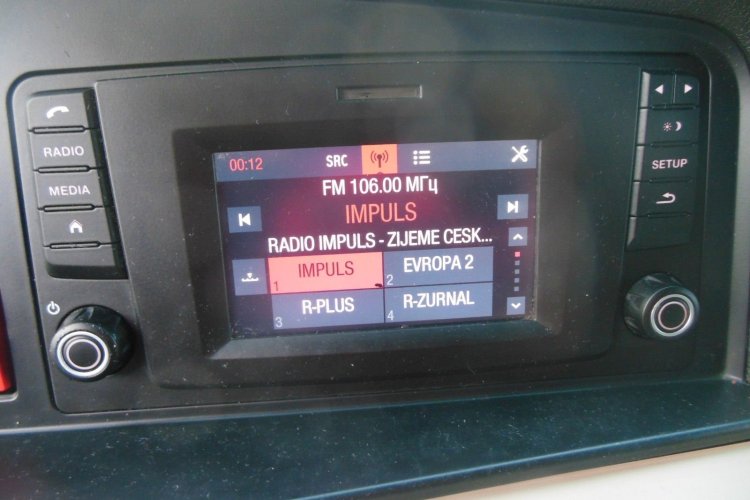 RADIO
MEDIA
SETUP
00:12 SRC
FM 106.00 МГц
IMPULS
RADIO IMPULS - ZIJEME CESK...
IMPULS 1
EVROPA 2 2
R-PLUS 3
R-ZURNAL 4